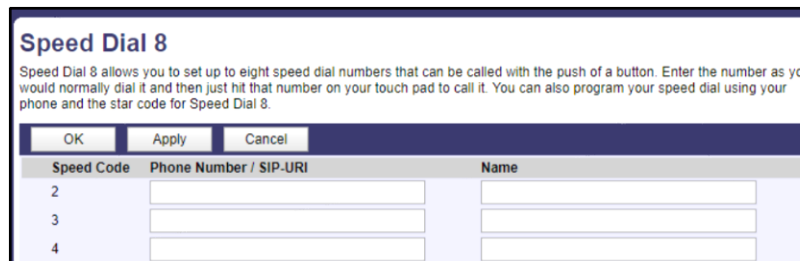 Speed Dial 8
Speed Dial 8 allows you to set up to eight speed dial numbers that can be called with the push of a button. Enter the number as
would normally dial it and then just hit that number on your touch pad to call it. You can also program your speed dial using your
phone and the star code for Speed Dial 8.
OK Apply Cancel
Speed Code Phone Number / SIP-URI Name
2
3
4